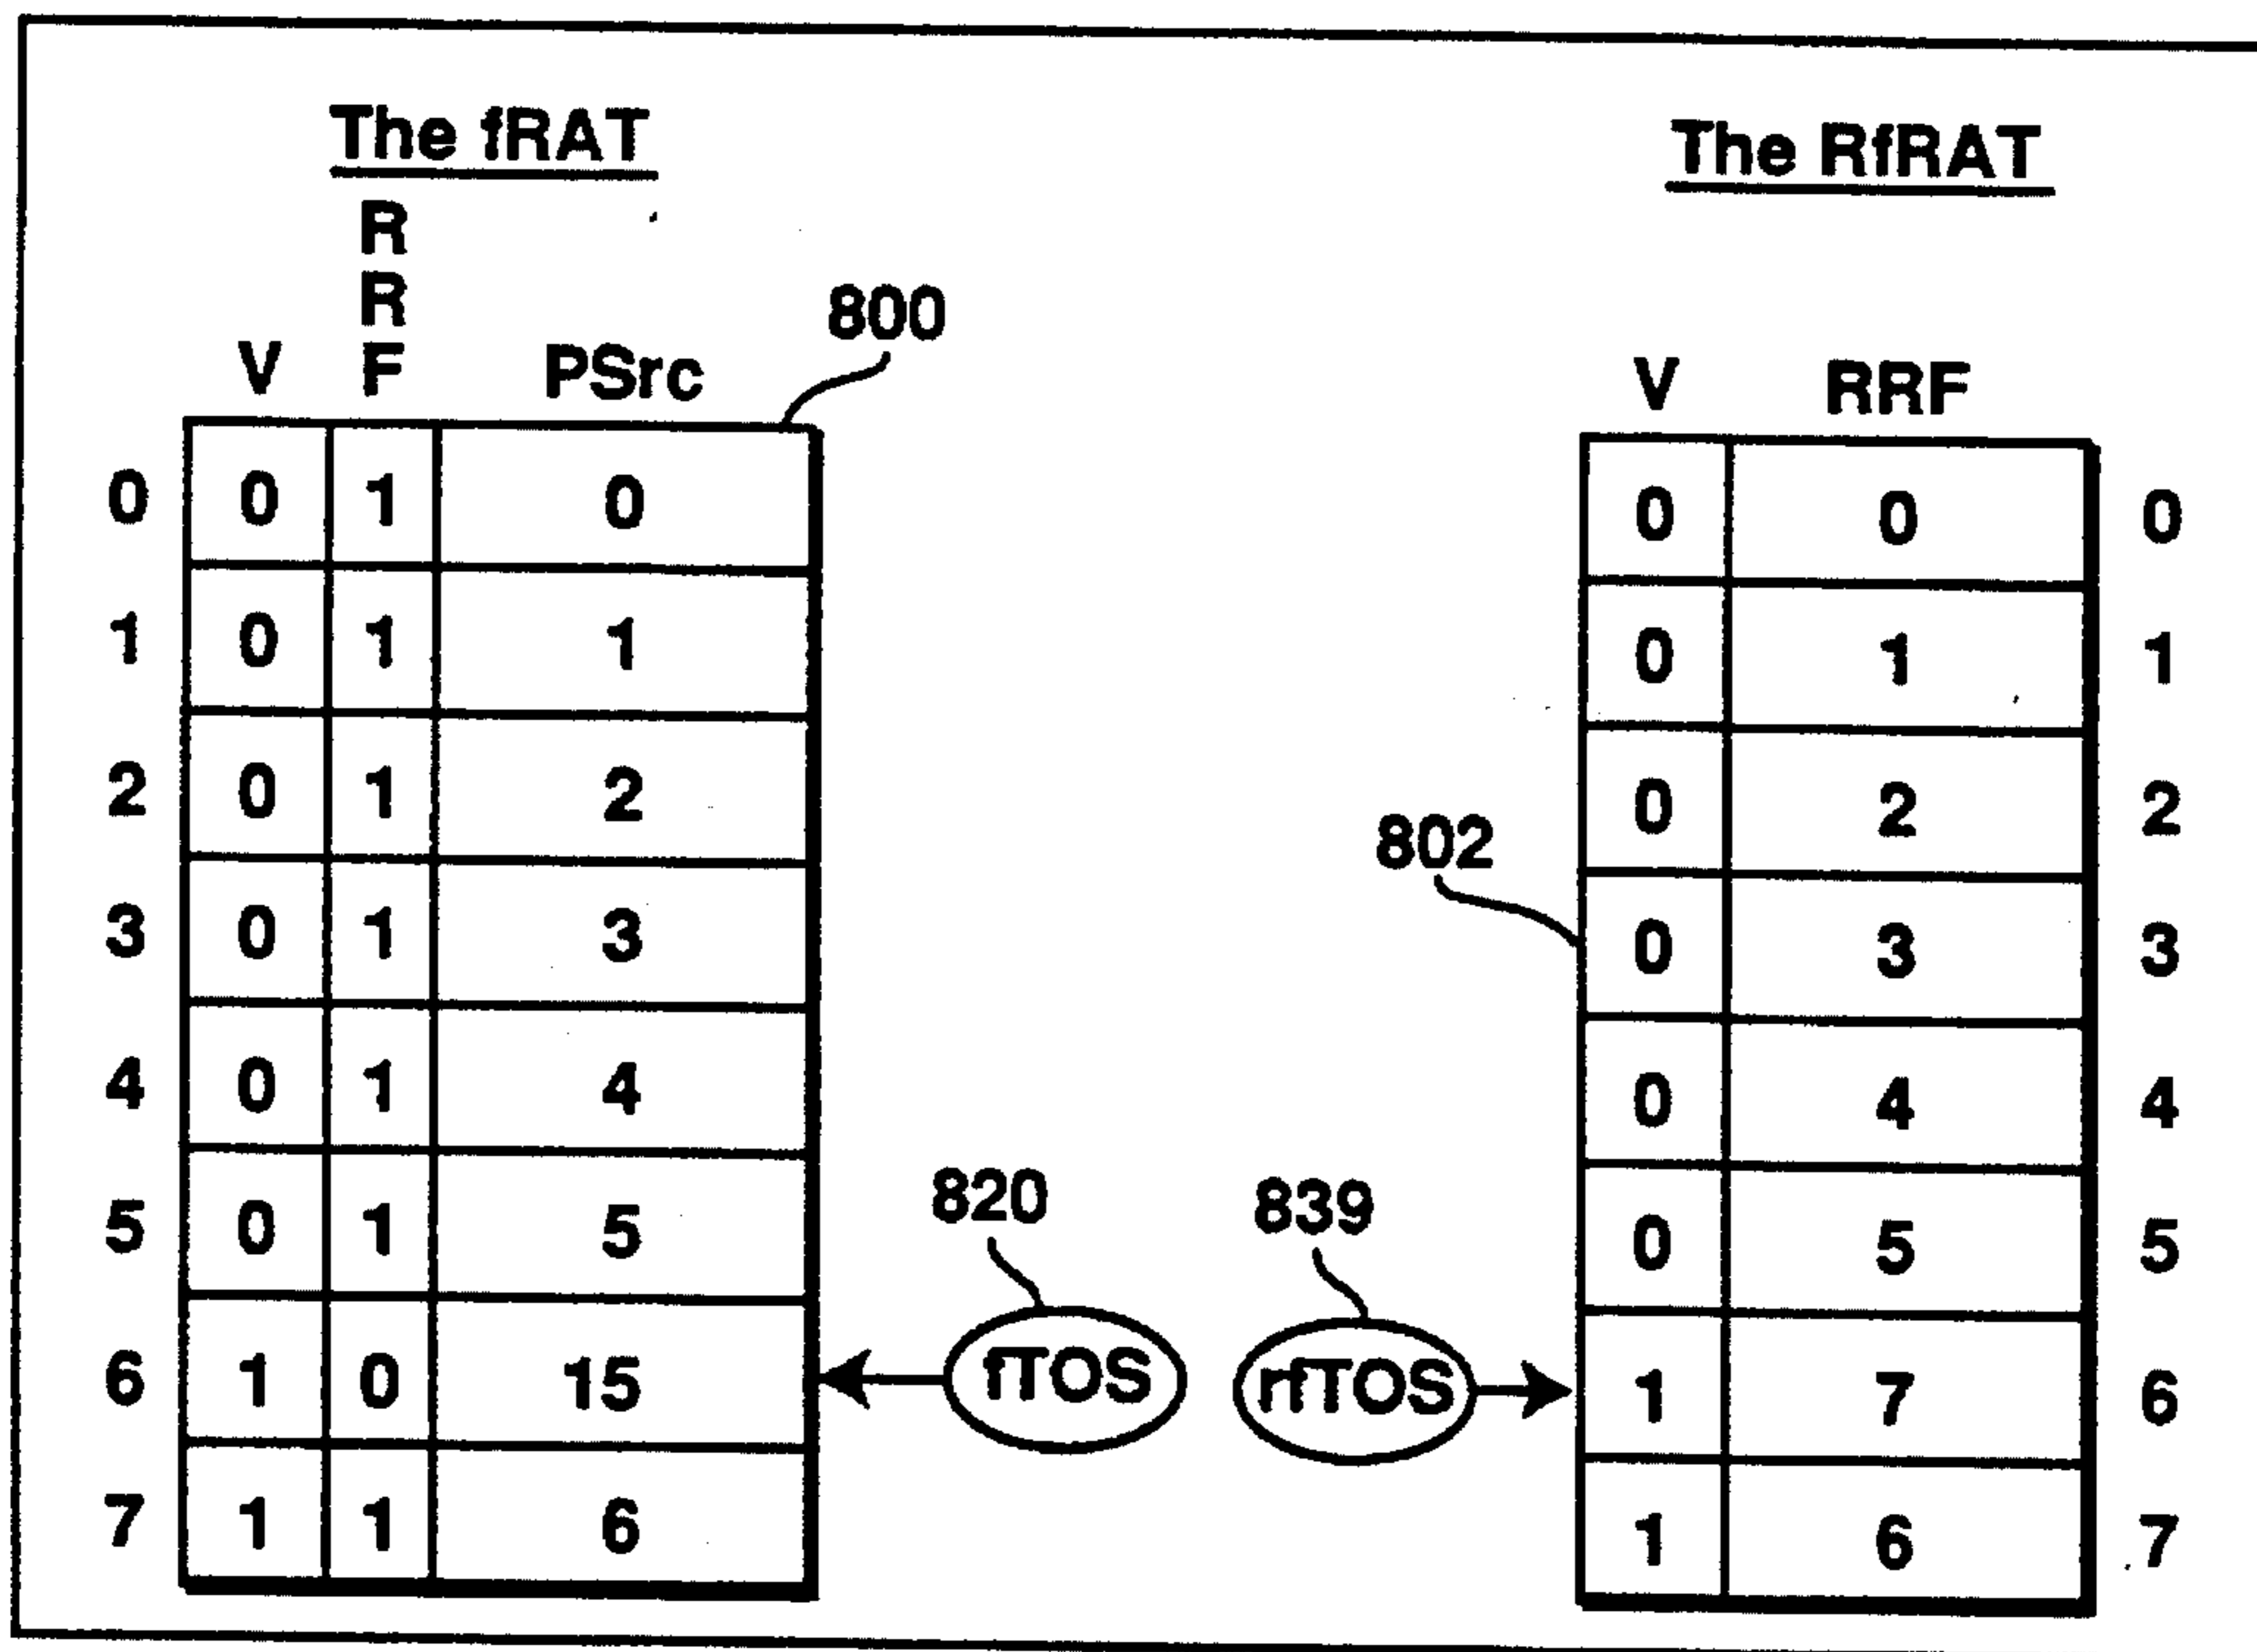 The fRAT
The RfRAT
R
R
V F PSrc
800
V RRF
0 0 1 0
0 0 0
1 0 1 1
0 1 1
2 0 1 2
0 2 2
802
3 0 1 3
0 3 3
4 0 1 4
0 4 4
5 0 1 5
820
839
0 5 5
6 1 0 15
fTOS
rfTOS
1 7 6
7 1 1 6
1 6 7